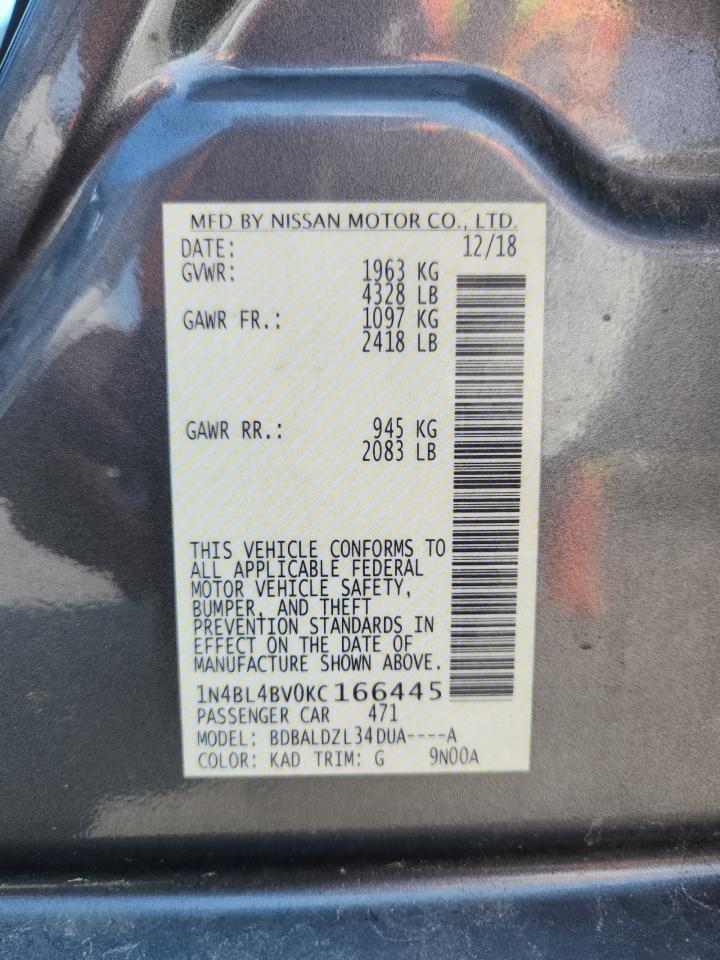 MFD BY NISSAN MOTOR CO., LTD.
DATE: 12/18
GVWR: 1963 KG
4328 LB
GAWR FR.: 1097 KG
2418 LB
GAWR RR.: 945 KG
2083 LB
THIS VEHICLE CONFORMS TO
ALL APPLICABLE FEDERAL
MOTOR VEHICLE SAFETY,
BUMPER, AND THEFT
PREVENTION STANDARDS IN
EFFECT ON THE DATE OF
MANUFACTURE SHOWN ABOVE.
1N4BL4BV0KC166445
PASSENGER CAR 471
MODEL: BDBALDZL34DUA----A
COLOR: KAD TRIM: G 9N00A